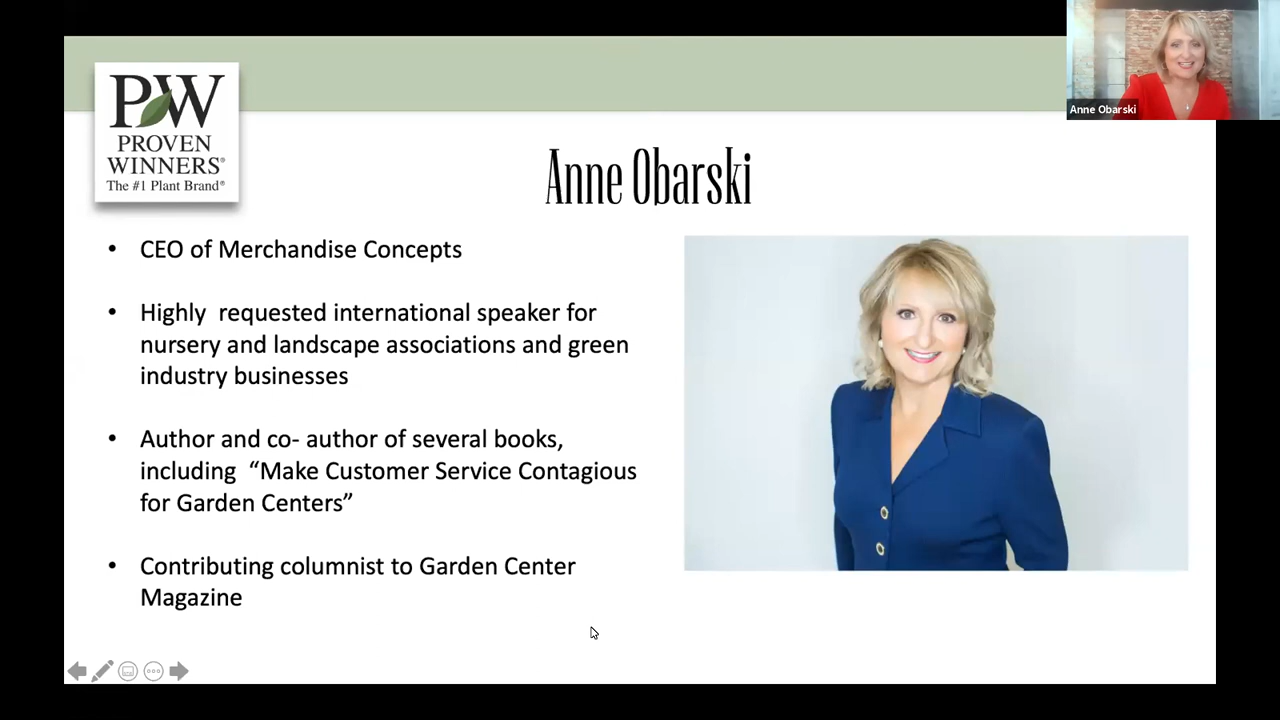 Anne Obarski
PW
PROVEN
WINNERS®
The #1 Plant Brand®
Anne Obarski
• CEO of Merchandise Concepts
• Highly  requested international speaker for
nursery and landscape associations and green
industry businesses
• Author and co- author of several books,
including  “Make Customer Service Contagious
for Garden Centers”
• Contributing columnist to Garden Center
Magazine